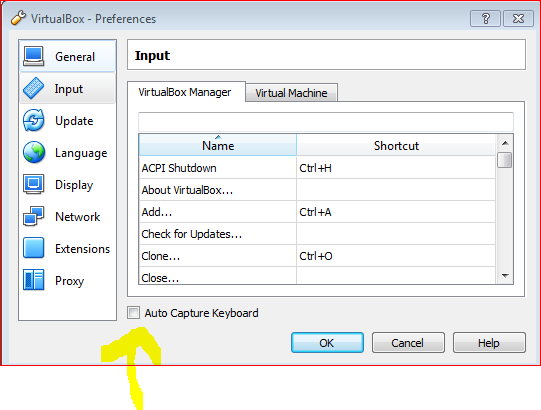 VirtualBox - Preferences
General
Input
Update
Language
Display
Network
Extensions
Proxy
Input
VirtualBox Manager Virtual Machine
Name Shortcut
ACPI Shutdown Ctrl+H
About VirtualBox...
Add... Ctrl+A
Check for Updates...
Clone... Ctrl+O
Close...
Auto Capture Keyboard
OK Cancel Help